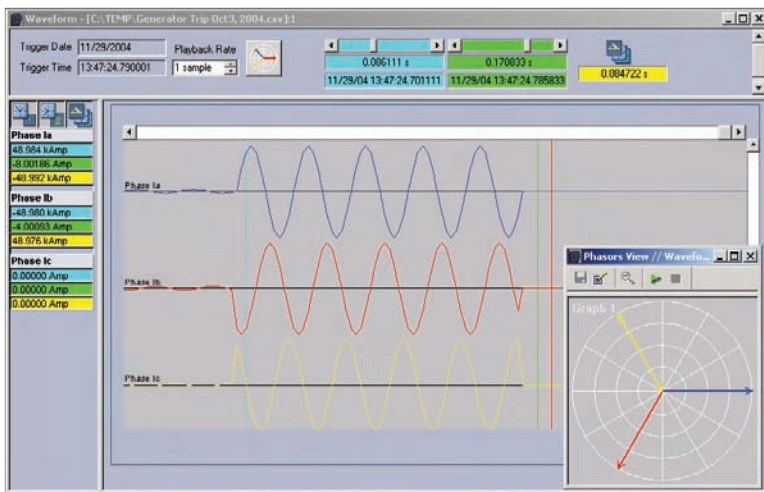 Waveform - [C:\TEMP\Generator Trip Oct3, 2004.csv]:1
Trigger Date 11/29/2004
Trigger Time 13:47:24.790001
Playback Rate
1 sample
0.086111 s
11/29/04 13:47:24.701111
0.170833 s
11/29/04 13:47:24.785833
0.084722 s
Phase Ia
48.984 kAmp
-8.00186 Amp
-48.992 kAmp
Phase Ib
-48.980 kAmp
-4.00093 Amp
48.976 kAmp
Phase Ic
0.00000 Amp
0.00000 Amp
0.00000 Amp
Phase Ia
Phase Ib
Phase Ic
Phasors View // Wavefo...
Graph 1